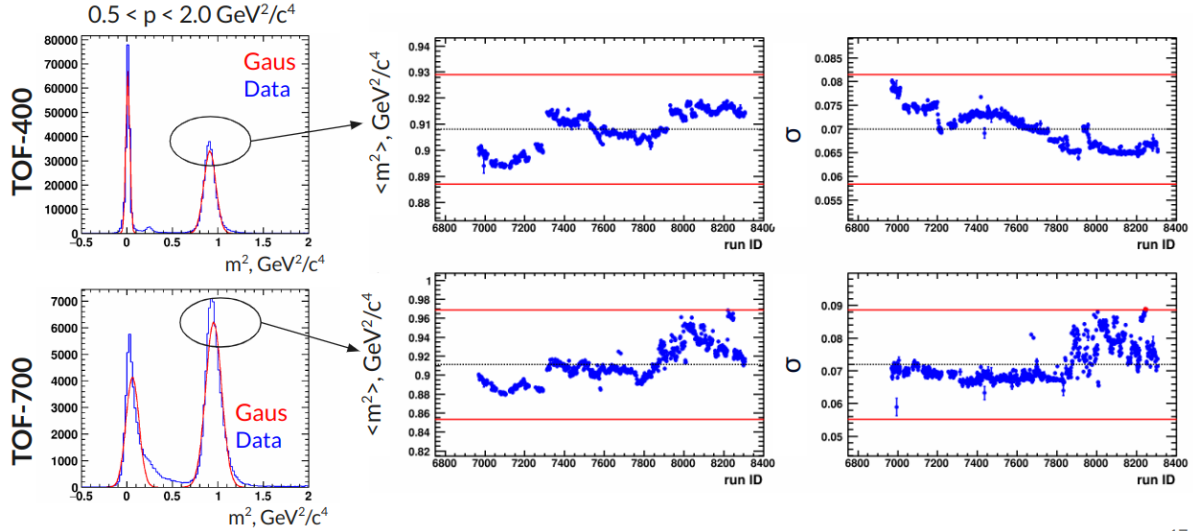 0.5 < p < 2.0 GeV²/c⁴
TOF-400
80000
70000
60000
50000
40000
30000
20000
10000
0
−0.5 0 0.5 1 1.5 2
m², GeV²/c⁴
Gaus
Data
<m²>, GeV²/c⁴
0.94
0.93
0.92
0.91
0.9
0.89
0.88
6800 7000 7200 7400 7600 7800 8000 8200 8400
run ID
σ
0.085
0.08
0.075
0.07
0.065
0.06
0.055
6800 7000 7200 7400 7600 7800 8000 8200 8400
run ID
TOF-700
7000
6000
5000
4000
3000
2000
1000
0
−0.5 0 0.5 1 1.5 2
m², GeV²/c⁴
Gaus
Data
<m²>, GeV²/c⁴
1
0.98
0.96
0.94
0.92
0.9
0.88
0.86
0.84
0.82
6800 7000 7200 7400 7600 7800 8000 8200 8400
run ID
σ
0.09
0.08
0.07
0.06
0.05
6800 7000 7200 7400 7600 7800 8000 8200 8400
run ID